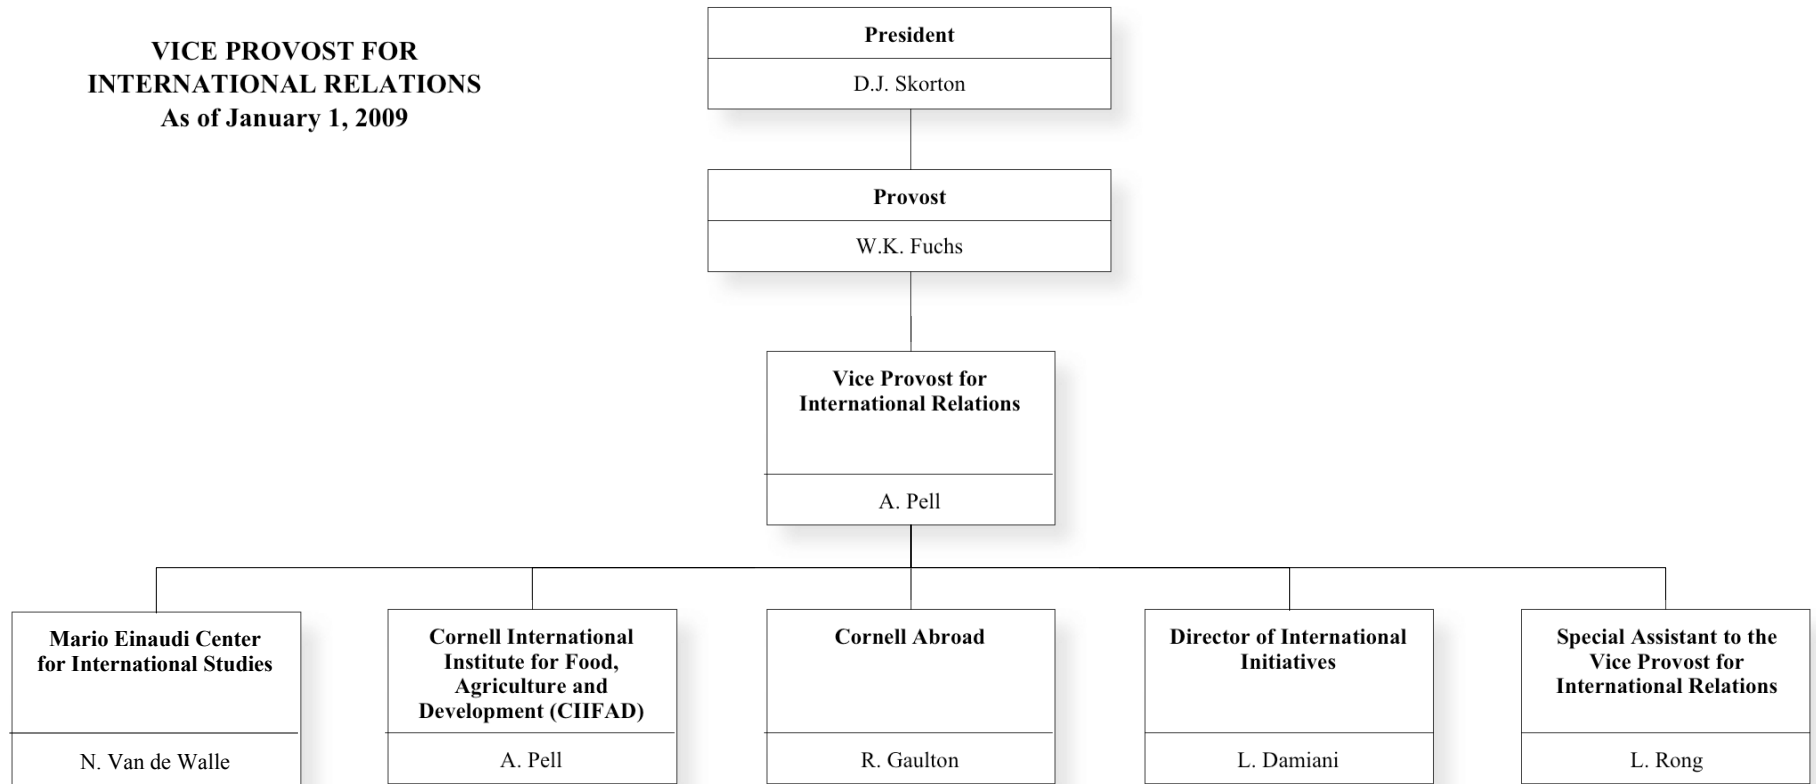 VICE PROVOST FOR
INTERNATIONAL RELATIONS
As of January 1, 2009
President
D.J. Skorton
Provost
W.K. Fuchs
Vice Provost for
International Relations
A. Pell
Mario Einaudi Center
for International Studies
N. Van de Walle
Cornell International
Institute for Food,
Agriculture and
Development (CIIFAD)
A. Pell
Cornell Abroad
R. Gaulton
Director of International
Initiatives
L. Damiani
Special Assistant to the
Vice Provost for
International Relations
L. Rong